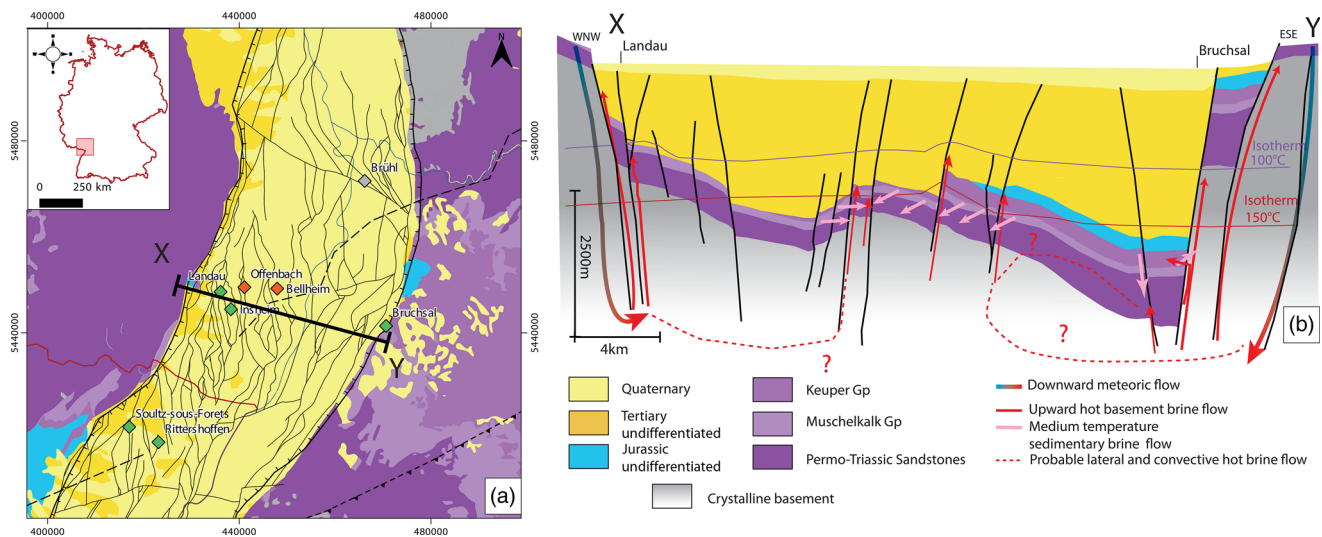 400000
440000
480000
5480000
5440000
N
0
250 km
Brühl
X
Landau
Offenbach
Bellheim
Insheim
Bruchsal
Y
Soultz-sous-Forets
Rittershoffen
(a)
400000
440000
480000
X
Y
WNW
ESE
Landau
Bruchsal
Isotherm
100°C
Isotherm
150°C
2500m
4km
?
?
?
(b)
Quaternary
Tertiary
undifferentiated
Jurassic
undifferentiated
Keuper Gp
Muschelkalk Gp
Permo-Triassic Sandstones
Crystalline basement
Downward meteoric flow
Upward hot basement brine flow
Medium temperature
sedimentary brine flow
Probable lateral and convective hot brine flow